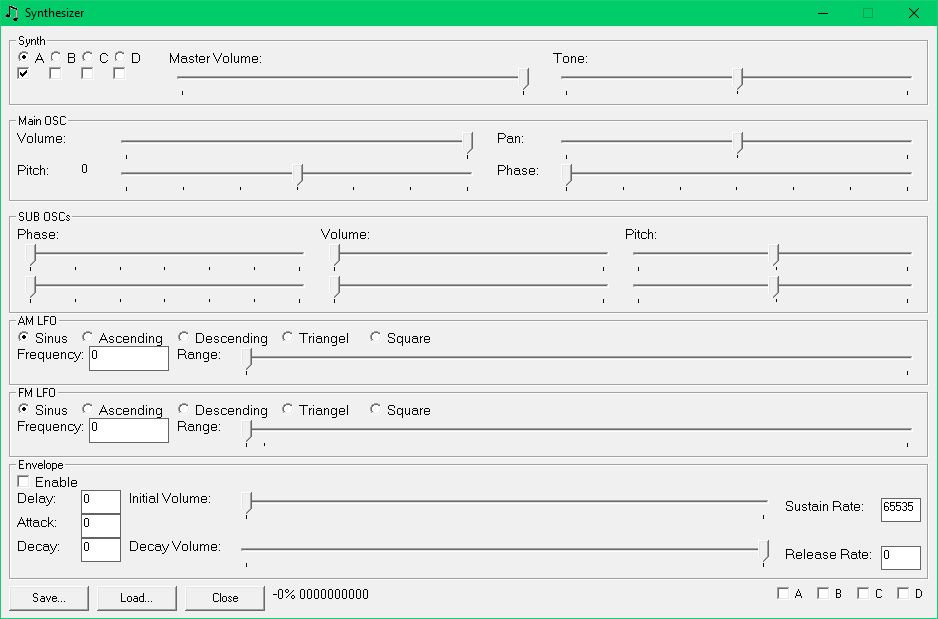 Synthesizer
Synth
A B C D Master Volume: Tone:
Main OSC
Volume: Pan:
Pitch: 0 Phase:
SUB OSCs
Phase: Volume: Pitch:
AM LFO
Sinus Ascending Descending Triangel Square
Frequency: 0 Range:
FM LFO
Sinus Ascending Descending Triangel Square
Frequency: 0 Range:
Envelope
Enable
Delay: 0 Initial Volume: Sustain Rate: 65535
Attack: 0
Decay: 0 Decay Volume: Release Rate: 0
Save... Load... Close -0% 0000000000 A B C D